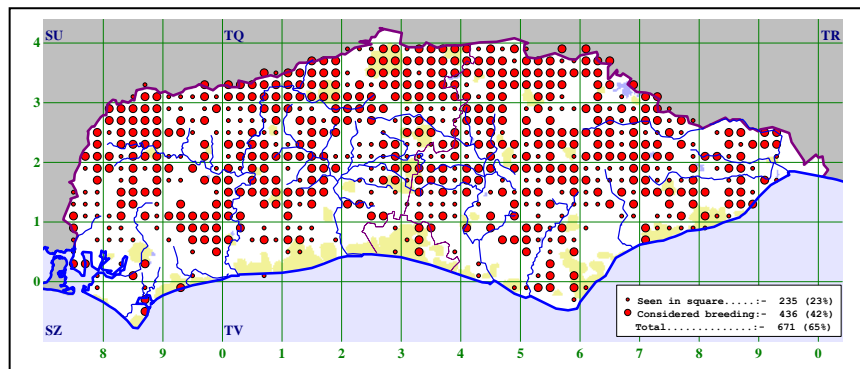 4 SU TQ TR
3
2
1
0
Seen in square.....:- 235 (23%)
Considered breeding:- 436 (42%)
Total..............:- 671 (65%)
SZ TV
8 9 0 1 2 3 4 5 6 7 8 9 0